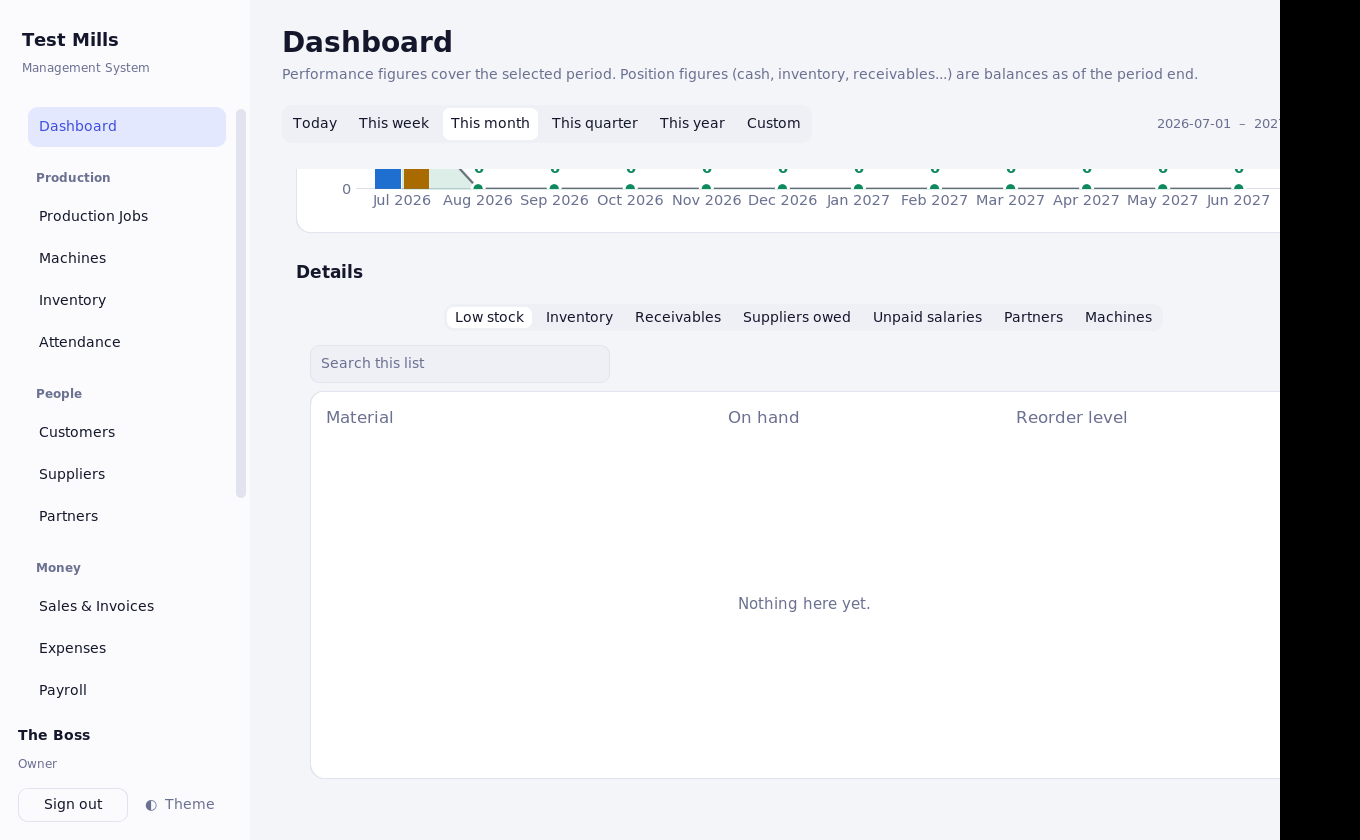 Test Mills
Management System
Dashboard
Production
Production Jobs
Machines
Inventory
Attendance
People
Customers
Suppliers
Partners
Money
Sales & Invoices
Expenses
Payroll
The Boss
Owner
Sign out
Theme
Dashboard
Performance figures cover the selected period. Position figures (cash, inventory, receivables...) are balances as of the period end.
Today This week This month This quarter This year Custom
2026-07-01 – 202
0
Jul 2026 Aug 2026 Sep 2026 Oct 2026 Nov 2026 Dec 2026 Jan 2027 Feb 2027 Mar 2027 Apr 2027 May 2027 Jun 2027
Details
Low stock Inventory Receivables Suppliers owed Unpaid salaries Partners Machines
Search this list
Material On hand Reorder level
Nothing here yet.